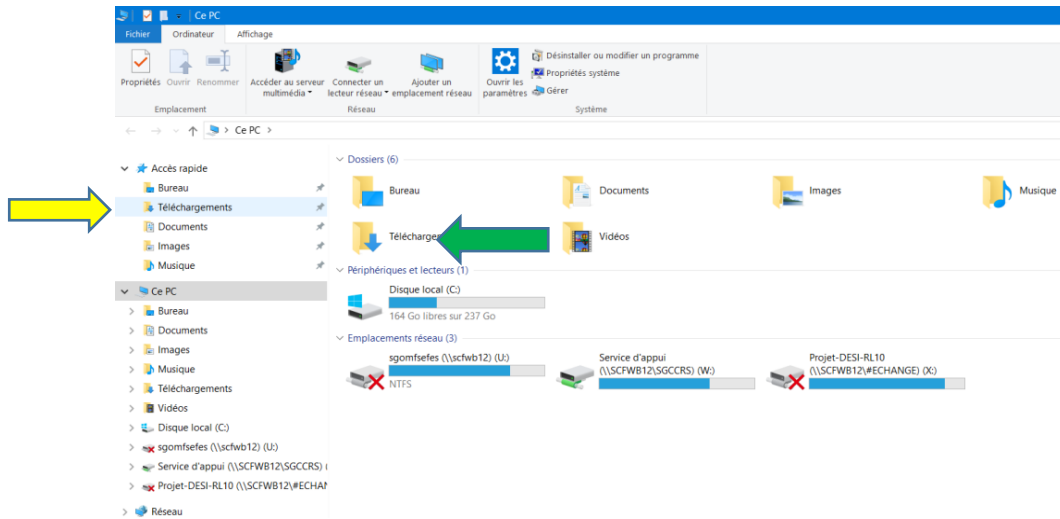 Ce PC
Fichier Ordinateur Affichage
Propriétés Ouvrir Renommer Accéder au serveur multimédia Connecter un lecteur réseau Ajouter un emplacement réseau Ouvrir les paramètres
Désinstaller ou modifier un programme
Propriétés système
Gérer
Emplacement Réseau Système
Ce PC
Accès rapide
Bureau
Téléchargements
Documents
Images
Musique
Ce PC
Bureau
Documents
Images
Musique
Téléchargements
Vidéos
Disque local (C:)
sgomfsefes (\\scfwb12) (U:)
Service d'appui (\\SCFWB12\SGCCRS) (
Projet-DESI-RL10 (\\SCFWB12\#ECHAN
Réseau
Dossiers (6)
Bureau Documents Images Musique
Télécharge Vidéos
Périphériques et lecteurs (1)
Disque local (C:)
164 Go libres sur 237 Go
Emplacements réseau (3)
sgomfsefes (\\scfwb12) (U:)
NTFS
Service d'appui
(\\SCFWB12\SGCCRS) (W:)
Projet-DESI-RL10
(\\SCFWB12\#ECHANGE) (X:)